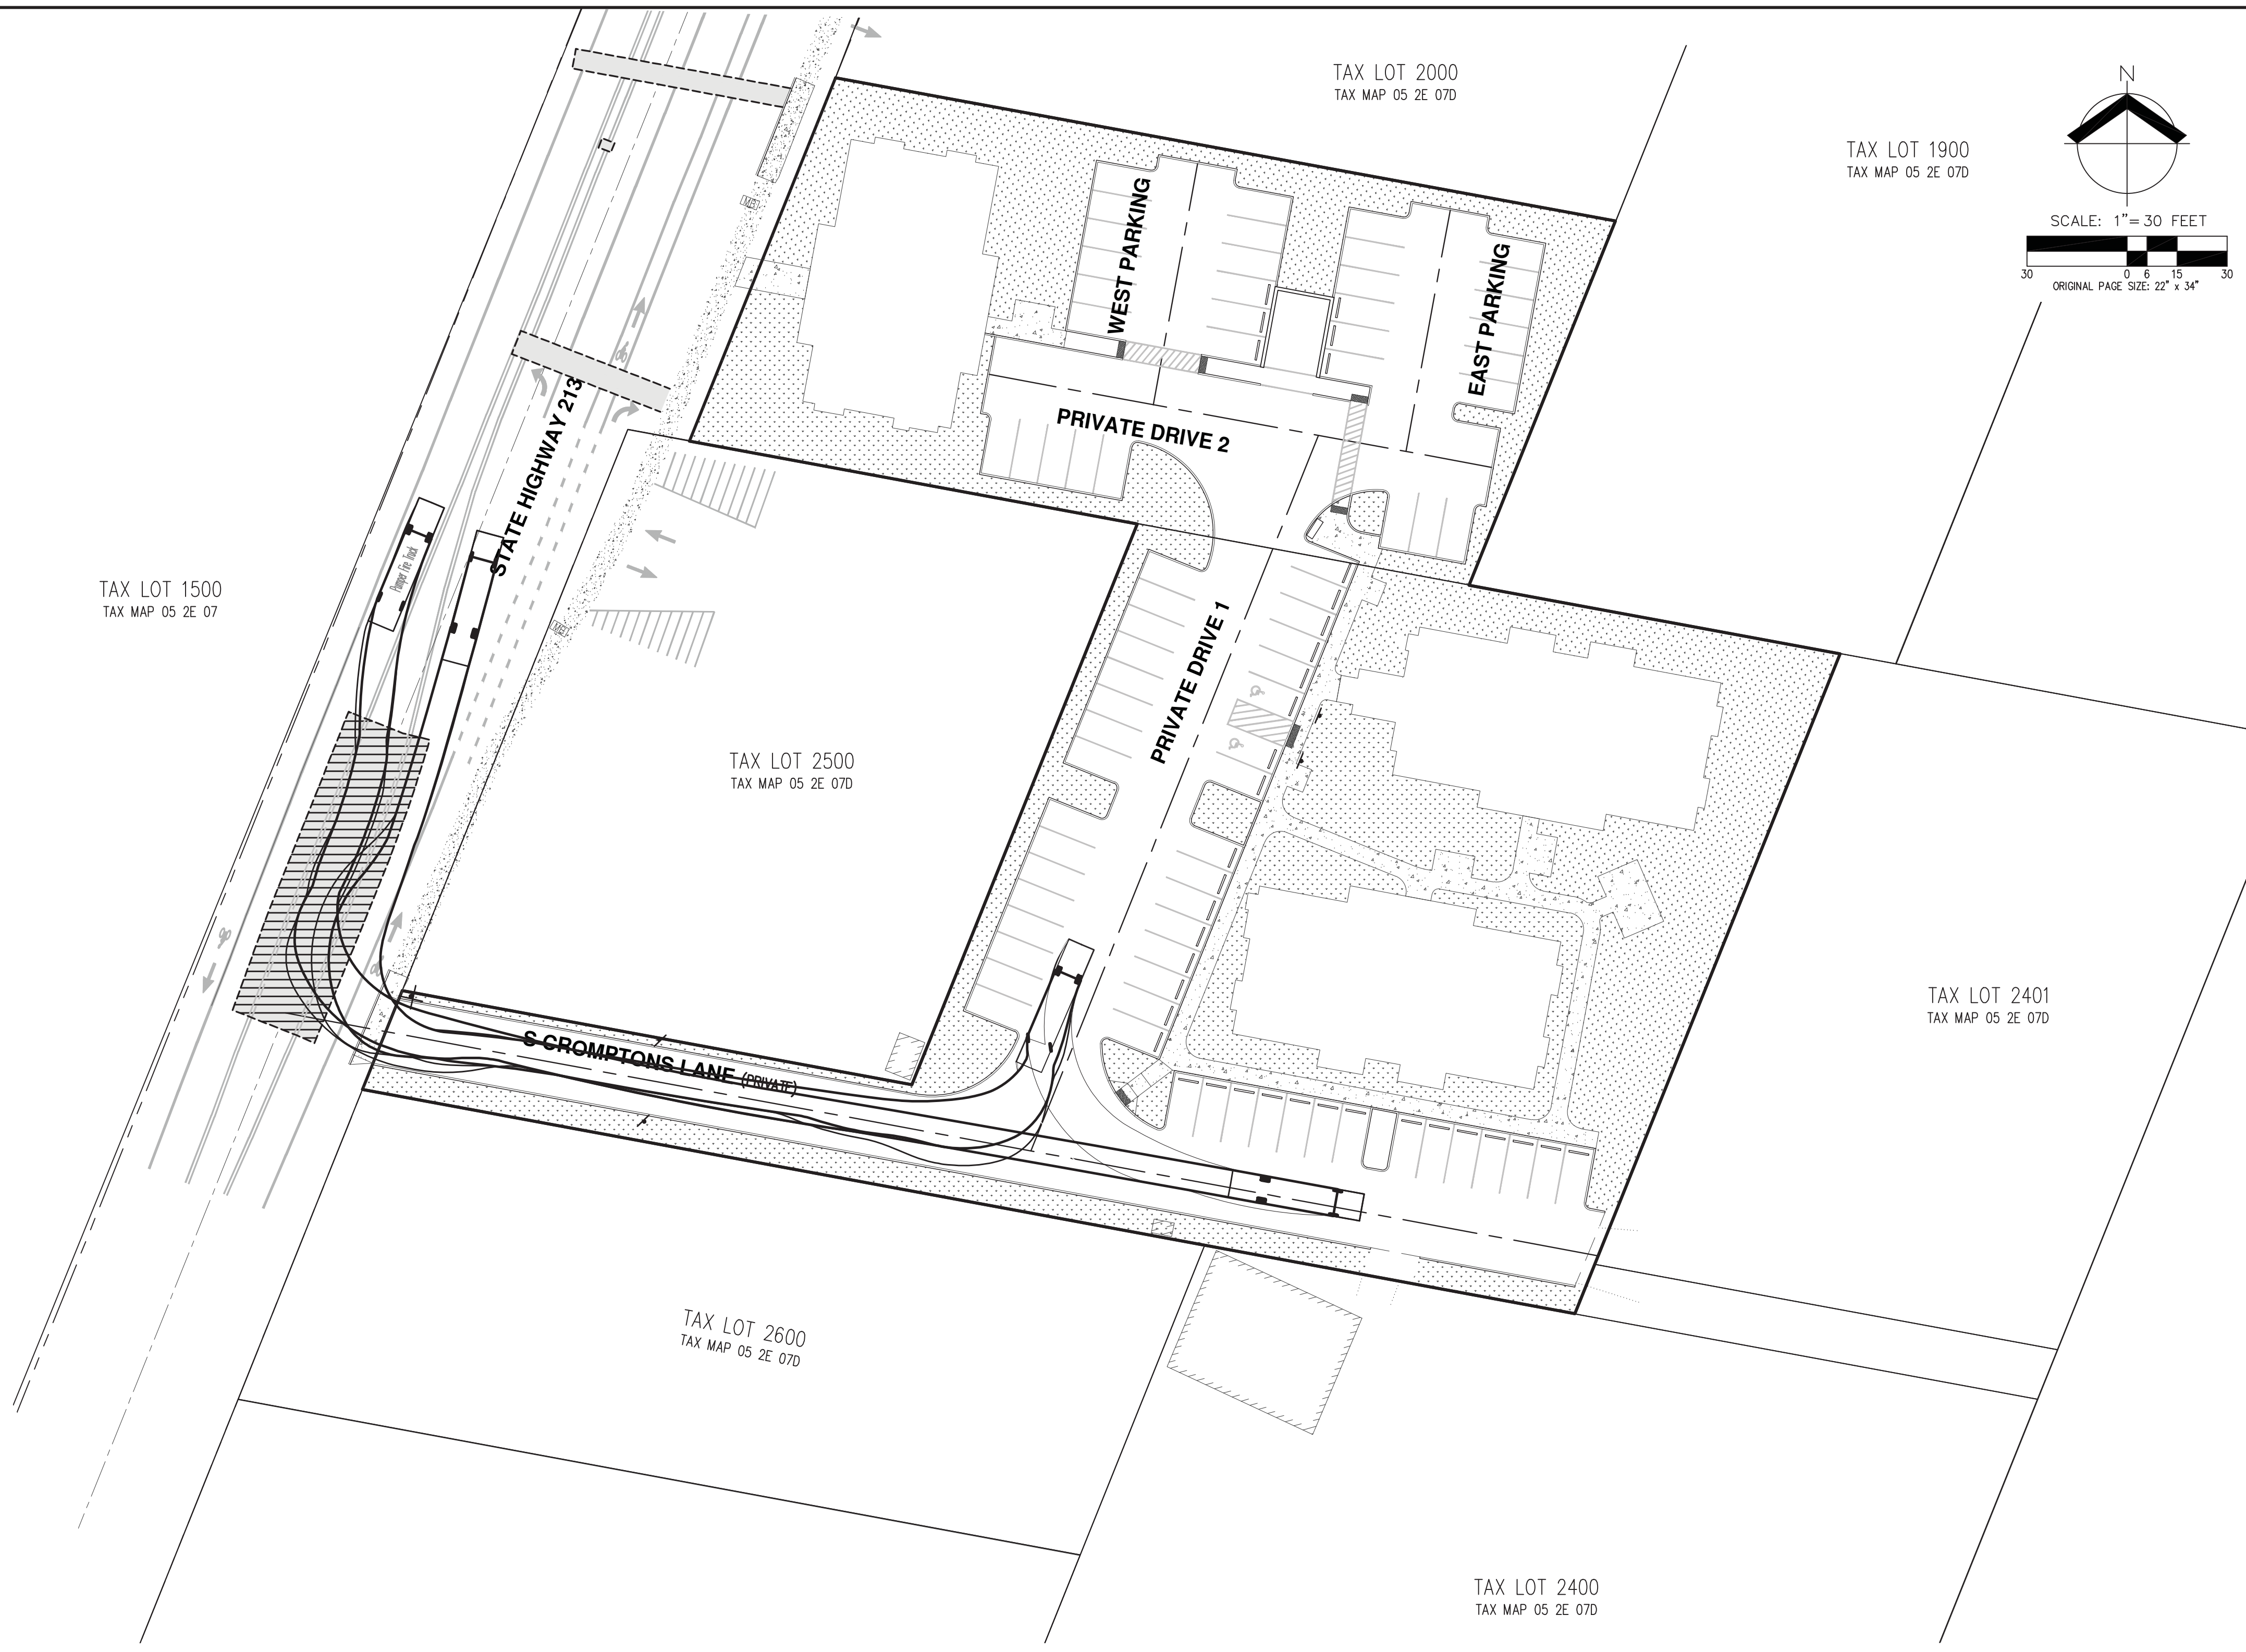 TAX LOT 2000
TAX MAP 05 2E 07D
N
TAX LOT 1900
TAX MAP 05 2E 07D
SCALE: 1"= 30 FEET
30 0 6 15 30
ORIGINAL PAGE SIZE: 22" x 34"
WEST PARKING
EAST PARKING
PRIVATE DRIVE 2
STATE HIGHWAY 213
Pumper Fire Truck
TAX LOT 1500
TAX MAP 05 2E 07
PRIVATE DRIVE 1
TAX LOT 2500
TAX MAP 05 2E 07D
TAX LOT 2401
TAX MAP 05 2E 07D
S CROMPTONS LANE (PRIVATE)
TAX LOT 2600
TAX MAP 05 2E 07D
TAX LOT 2400
TAX MAP 05 2E 07D